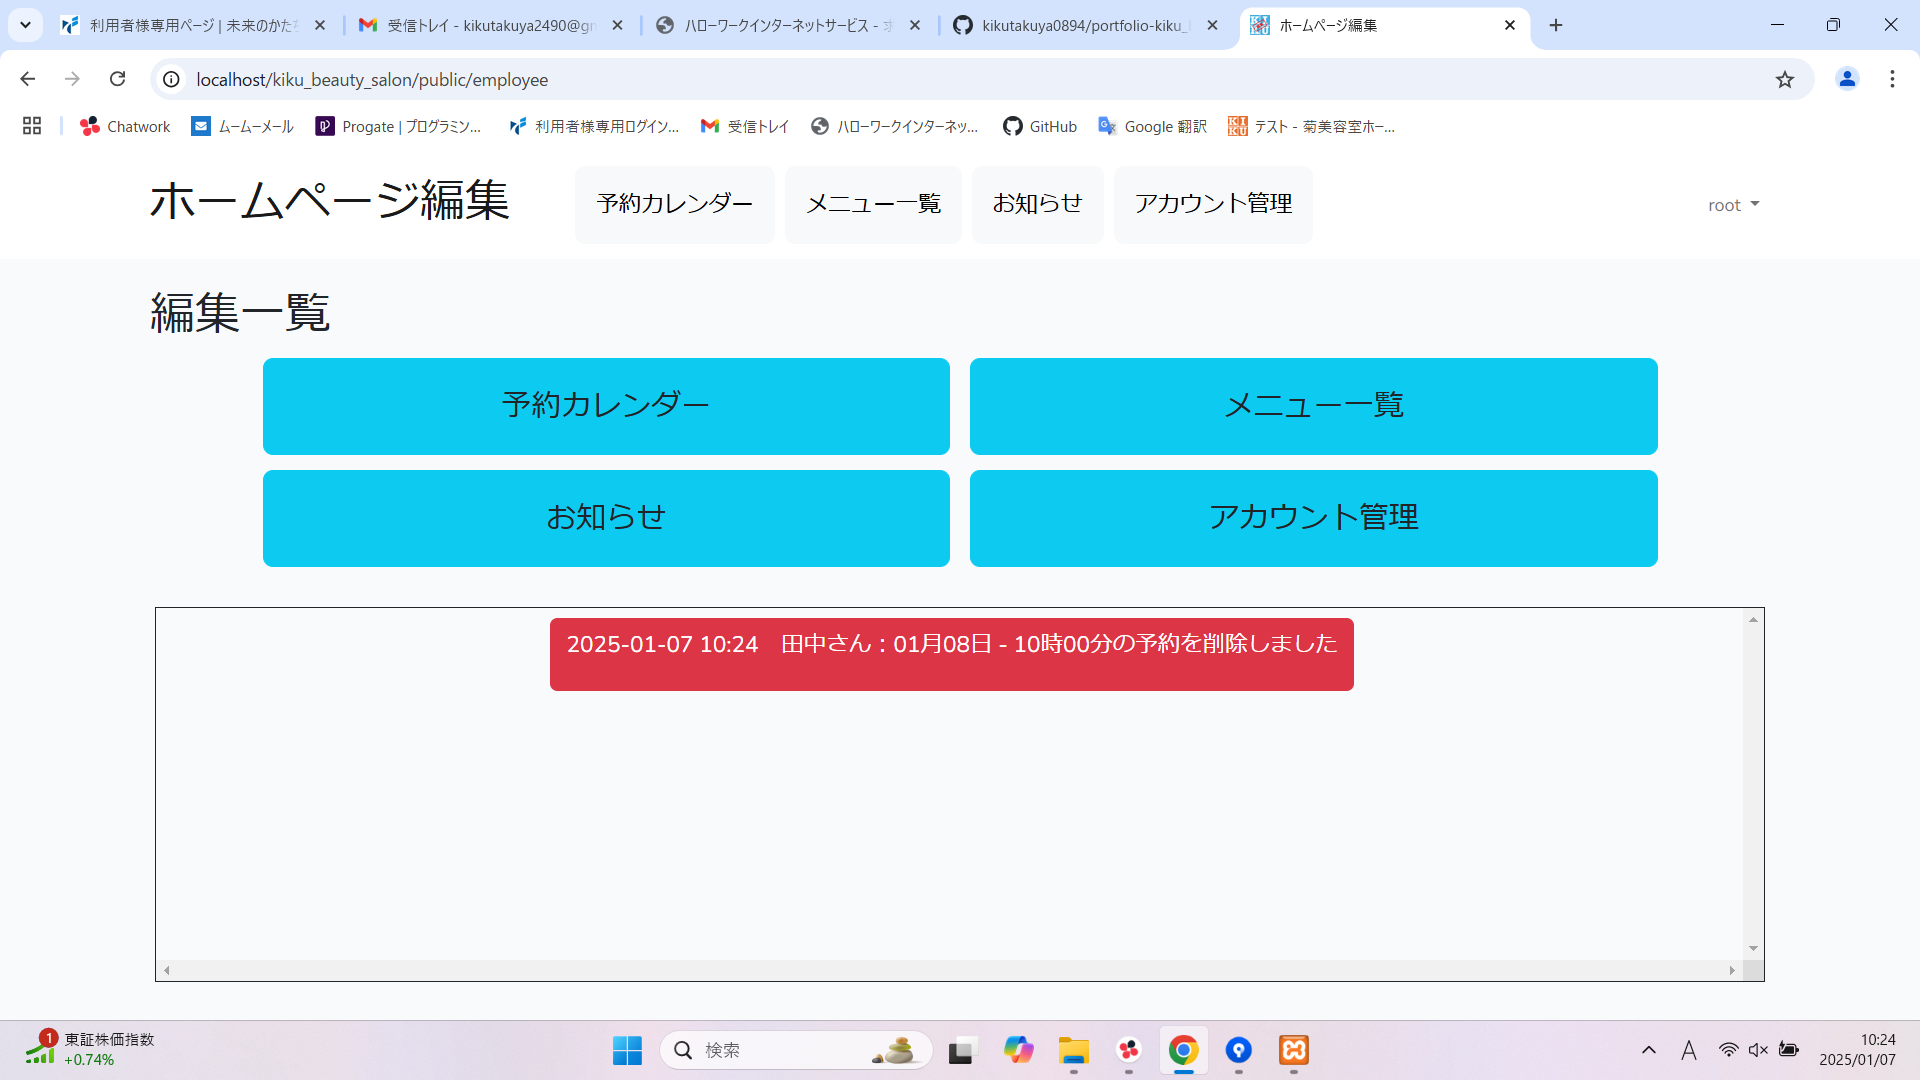 利用者様専用ページ | 未来のかた
受信トレイ - kikutakuya2490@gn
ハローワークインターネットサービス - 
kikutakuya0894/portfolio-kiku_
ホームページ編集
localhost/kiku_beauty_salon/public/employee
Chatwork
ムームーメール
Progate | プログラミン...
利用者様専用ログイン...
受信トレイ
ハローワークインターネッ...
GitHub
Google 翻訳
テスト - 菊美容室ホー...
ホームページ編集
予約カレンダー
メニュー一覧
お知らせ
アカウント管理
root
編集一覧
予約カレンダー
メニュー一覧
お知らせ
アカウント管理
2025-01-07 10:24　田中さん：01月08日 - 10時00分の予約を削除しました
1
東証株価指数
+0.74%
検索
A
10:24
2025/01/07